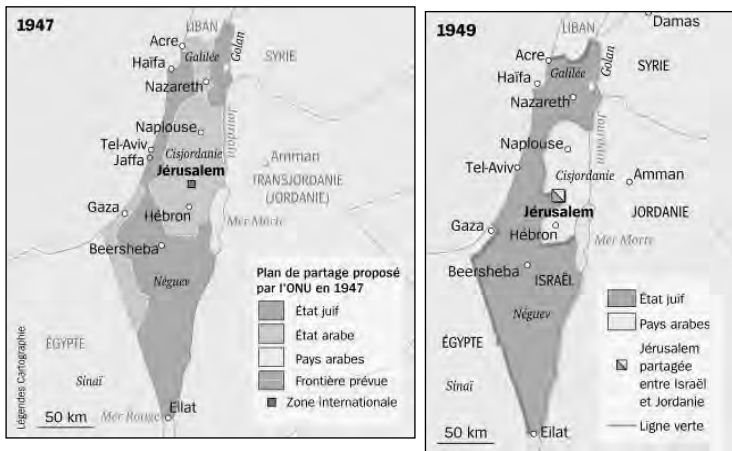 1947
LIBAN
Acre
Haïfa
Galilée
Golan
SYRIE
Nazareth
Naplouse
Jourdain
Tel-Aviv
Jaffa
Cisjordanie
Jérusalem
Amman
TRANSJORDANIE
(JORDANIE)
Gaza
Hébron
Mer Morte
Beersheba
Néguev
ÉGYPTE
Sinaï
Plan de partage proposé
par l'ONU en 1947
État juif
État arabe
Pays arabes
Frontière prévue
Zone internationale
Légendes Cartographie
50 km
Mer Rouge
Eilat
1949
LIBAN
Damas
Acre
Haïfa
Galilée
Golan
SYRIE
Nazareth
Naplouse
Jourdain
Tel-Aviv
Cisjordanie
Amman
Jérusalem
JORDANIE
Gaza
Hébron
Mer Morte
Beersheba
ISRAËL
Néguev
ÉGYPTE
Sinaï
État juif
Pays arabes
Jérusalem
partagée
entre Israël
et Jordanie
Ligne verte
50 km
Eilat